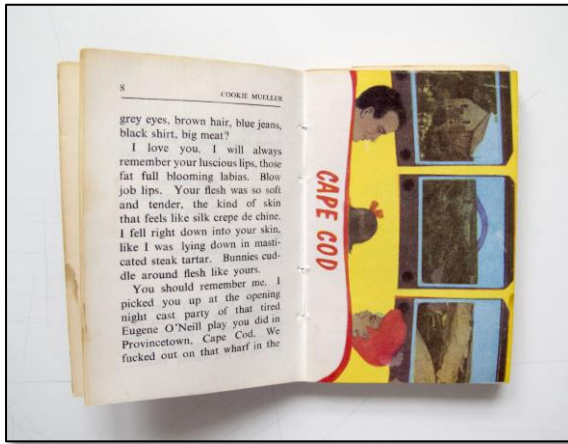 8
COOKIE MUELLER
grey eyes, brown hair, blue jeans,
black shirt, big meat?
I love you. I will always
remember your luscious lips, those
fat full blooming labias. Blow
job lips. Your flesh was so soft
and tender, the kind of skin
that feels like silk crepe de chine.
I fell right down into your skin,
like I was lying down in masti-
cated steak tartar. Bunnies cud-
dle around flesh like yours.
You should remember me. I
picked you up at the opening
night cast party of that tired
Eugene O'Neill play you did in
Provincetown, Cape Cod. We
fucked out on that wharf in the
CAPE COD